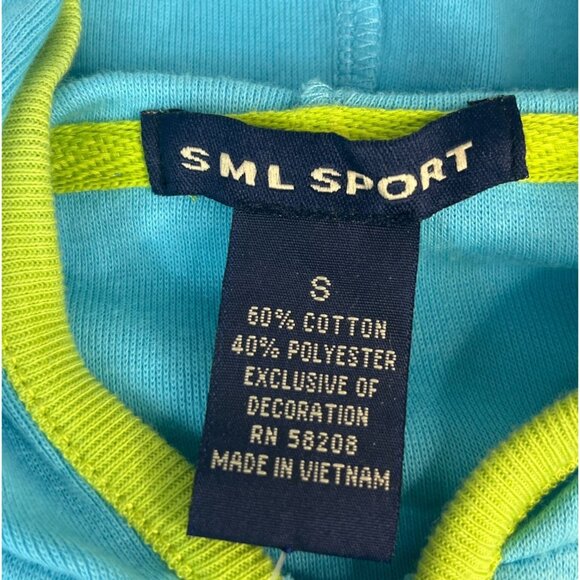 SML SPORT
S
60% COTTON
40% POLYESTER
EXCLUSIVE OF
DECORATION
RN 58208
MADE IN VIETNAM